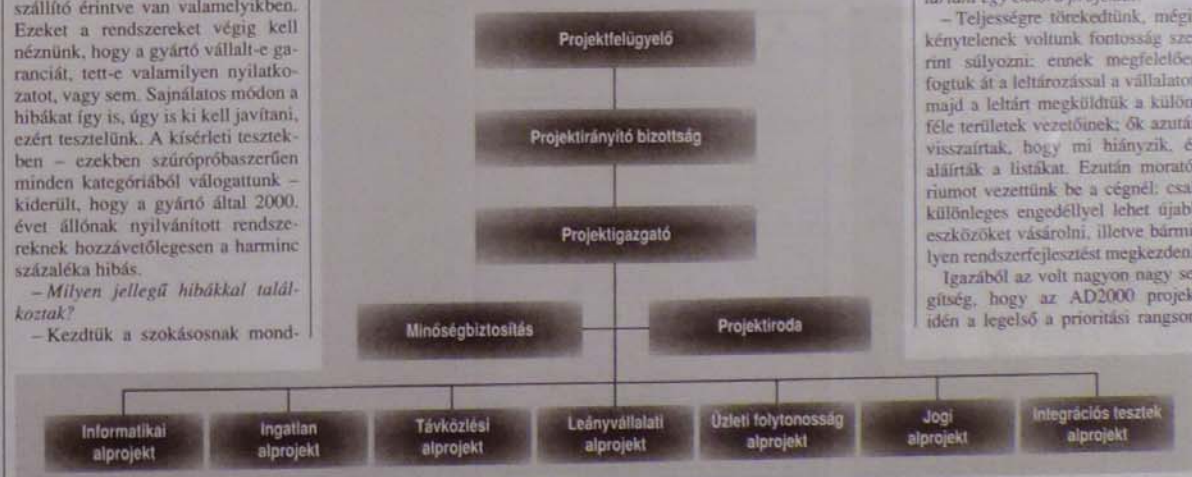 szállító érintve van valamelyikben.
Ezeket a rendszereket végig kell
néznünk, hogy a gyártó vállalt-e ga-
ranciát, tett-e valamilyen nyilatko-
zatot, vagy sem. Sajnálatos módon a
hibákat így is, úgy is ki kell javítani,
ezért tesztelünk. A kísérleti tesztek-
ben – ezekben szúrópróbaszerűen
minden kategóriából válogattunk –
kiderült, hogy a gyártó által 2000.
évet állónak nyilvánított rendsze-
reknek hozzávetőlegesen a harminc
százaléka hibás.
– Milyen jellegű hibákkal talál-
koztak?
– Kezdtük a szokásosnak mond-
Projektfelügyelő
Projektirányító bizottság
Projektigazgató
Minőségbiztosítás
Projektiroda
Informatikai
alprojekt
Ingatlan
alprojekt
Távközlési
alprojekt
Leányvállalati
alprojekt
Üzleti folytonosság
alprojekt
Jogi
alprojekt
Integrációs tesztek
alprojekt
– Teljességre törekedtünk, mégi
kénytelenek voltunk fontosság sze
rint súlyozni: ennek megfelelőe
fogtuk át a leltározással a vállalato
majd a leltárt megküldtük a külön
féle területek vezetőinek; ők azutá
visszaírtak, hogy mi hiányzik, é
aláírták a listákat. Ezután morató
riumot vezettünk be a cégnél: csa
különleges engedéllyel lehet újab
eszközöket vásárolni, illetve bármi
lyen rendszerfejlesztést megkezden
Igazából az volt nagyon nagy se
gítség, hogy az AD2000 projek
idén a legelső a prioritási rangsor